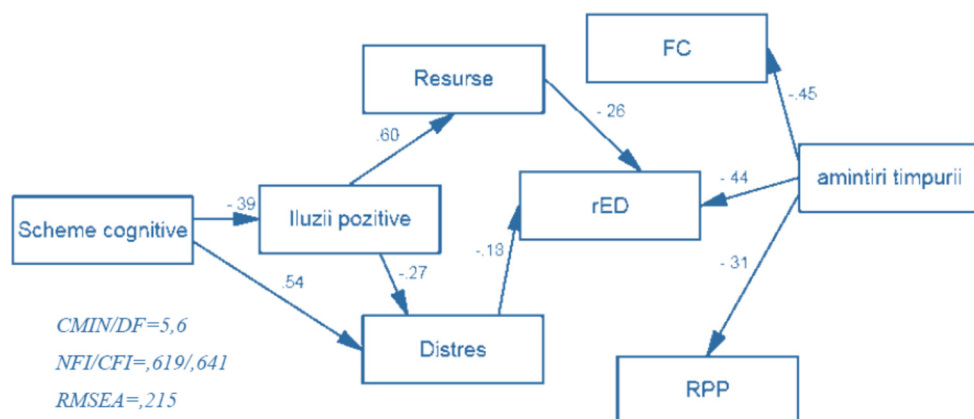 FC
Resurse
-.45
-.26
.60
amintiri timpurii
-.44
rED
-.39
Iluzii pozitive
Scheme cognitive
-.18
-.31
-.27
.54
CMIN/DF=5,6
Distres
NFI/CFI=,619/,641
RPP
RMSEA=,215